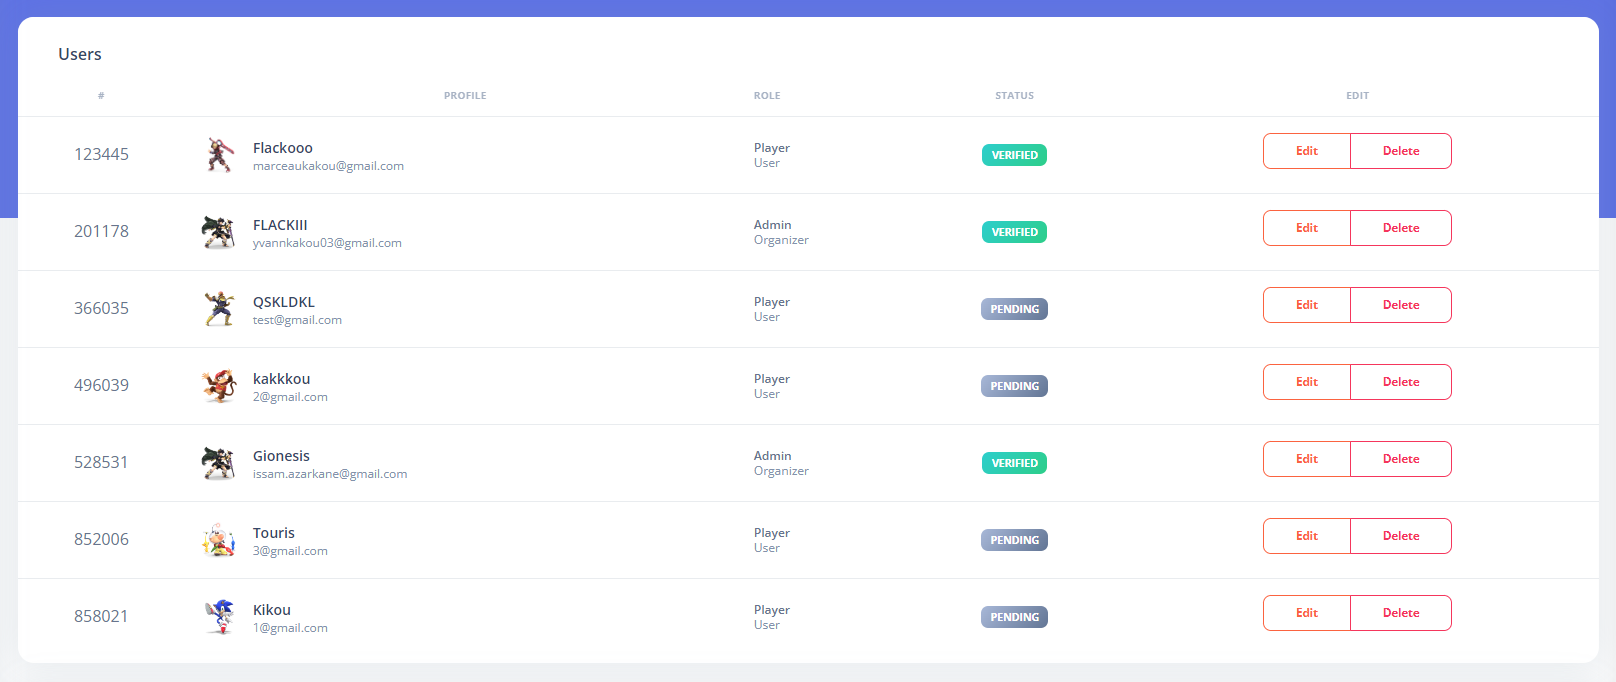 Users
# PROFILE ROLE STATUS EDIT
123445 Flackooo Player VERIFIED Edit Delete
marceaukakou@gmail.com User
201178 FLACKIII Admin VERIFIED Edit Delete
yvannkakou03@gmail.com Organizer
366035 QSKLDKL Player PENDING Edit Delete
test@gmail.com User
496039 kakkkou Player PENDING Edit Delete
2@gmail.com User
528531 Gionesis Admin VERIFIED Edit Delete
issam.azarkane@gmail.com Organizer
852006 Touris Player PENDING Edit Delete
3@gmail.com User
858021 Kikou Player PENDING Edit Delete
1@gmail.com User